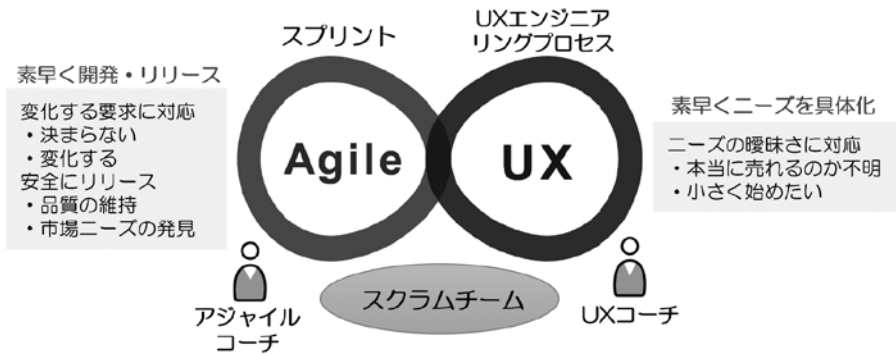 スプリント
UXエンジニア
リングプロセス
素早く開発・リリース
変化する要求に対応
・決まらない
・変化する
安全にリリース
・品質の維持
・市場ニーズの発見
Agile
UX
素早くニーズを具体化
ニーズの曖昧さに対応
・本当に売れるのか不明
・小さく始めたい
アジャイル
コーチ
スクラムチーム
UXコーチ